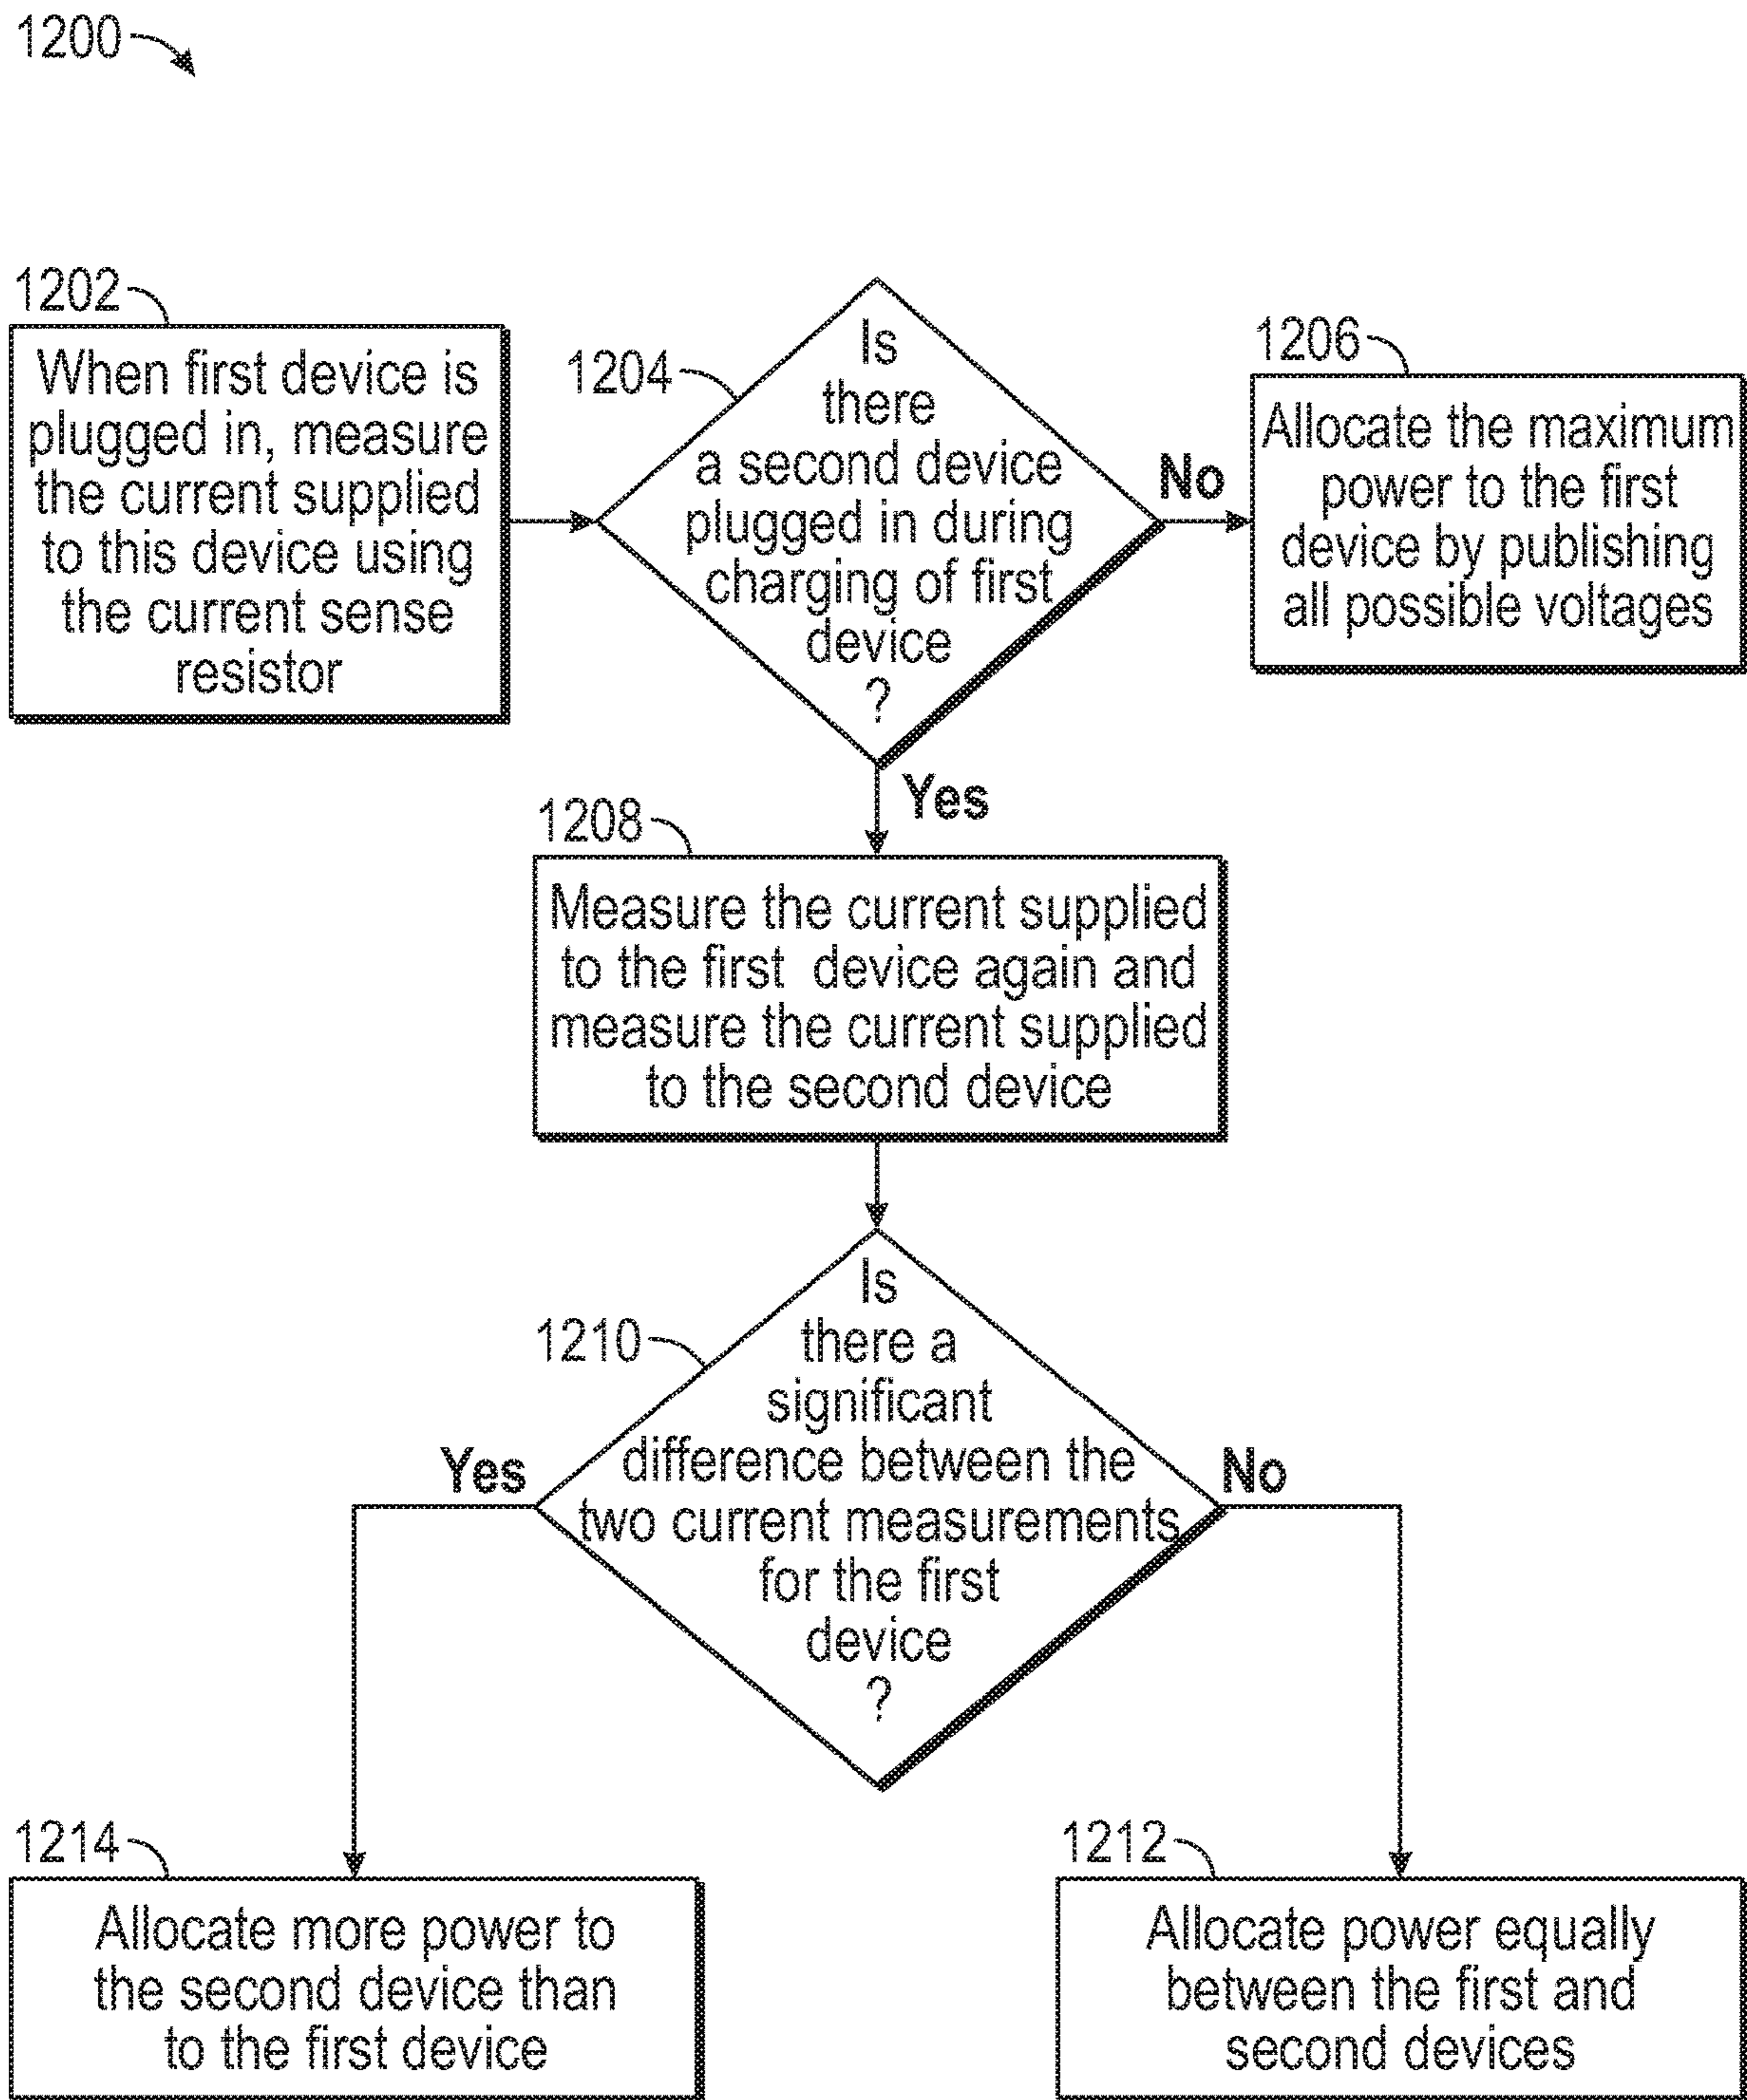 1200
1202
When first device is
plugged in, measure
the current supplied
to this device using
the current sense
resistor
1204
Is
there
a second device
plugged in during
charging of first
device
?
No
1206
Allocate the maximum
power to the first
device by publishing
all possible voltages
Yes
1208
Measure the current supplied
to the first device again and
measure the current supplied
to the second device
1210
Is
there a
significant
difference between the
two current measurements
for the first
device
?
Yes
No
1214
Allocate more power to
the second device than
to the first device
1212
Allocate power equally
between the first and
second devices